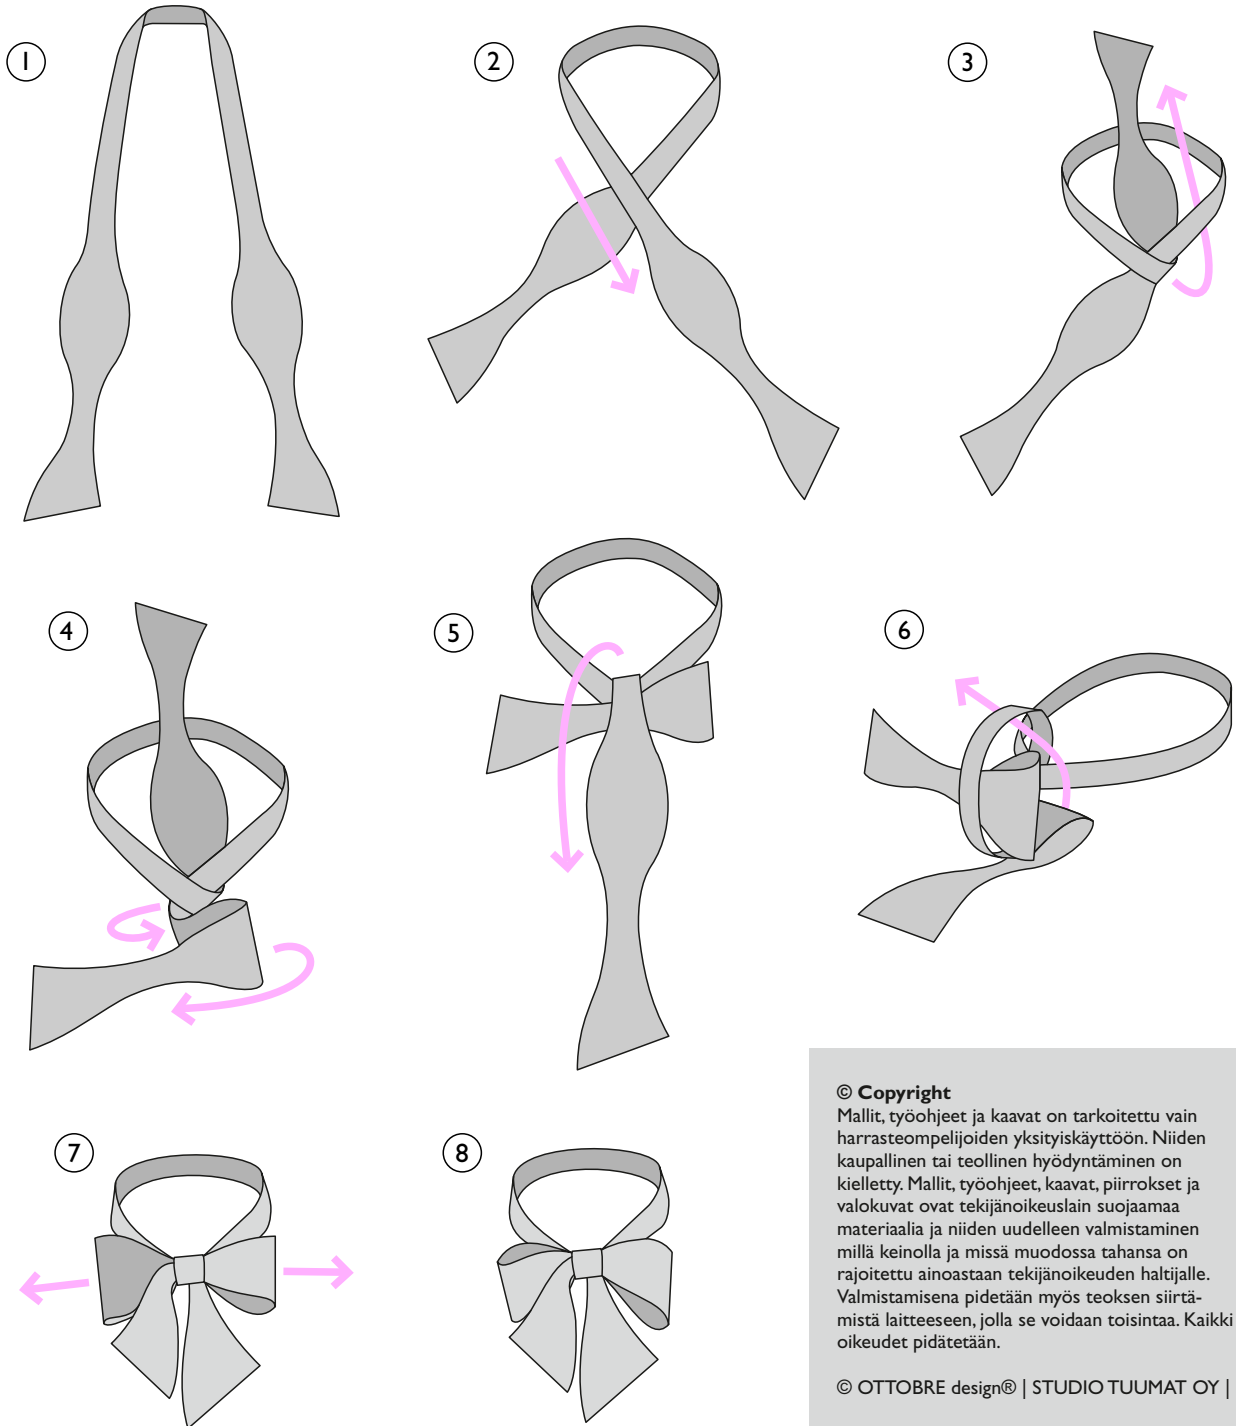 1
2
3
4
5
6
7
8
© Copyright
Mallit, työohjeet ja kaavat on tarkoitettu vain
harrasteompelijoiden yksityiskäyttöön. Niiden
kaupallinen tai teollinen hyödyntäminen on
kielletty. Mallit, työohjeet, kaavat, piirrokset ja
valokuvat ovat tekijänoikeuslain suojaamaa
materiaalia ja niiden uudelleen valmistaminen
millä keinolla ja missä muodossa tahansa on
rajoitettu ainoastaan tekijänoikeuden haltijalle.
Valmistamisena pidetään myös teoksen siirtä-
mistä laitteeseen, jolla se voidaan toisintaa. Kaikki
oikeudet pidätetään.
© OTTOBRE design® | STUDIO TUUMAT OY |